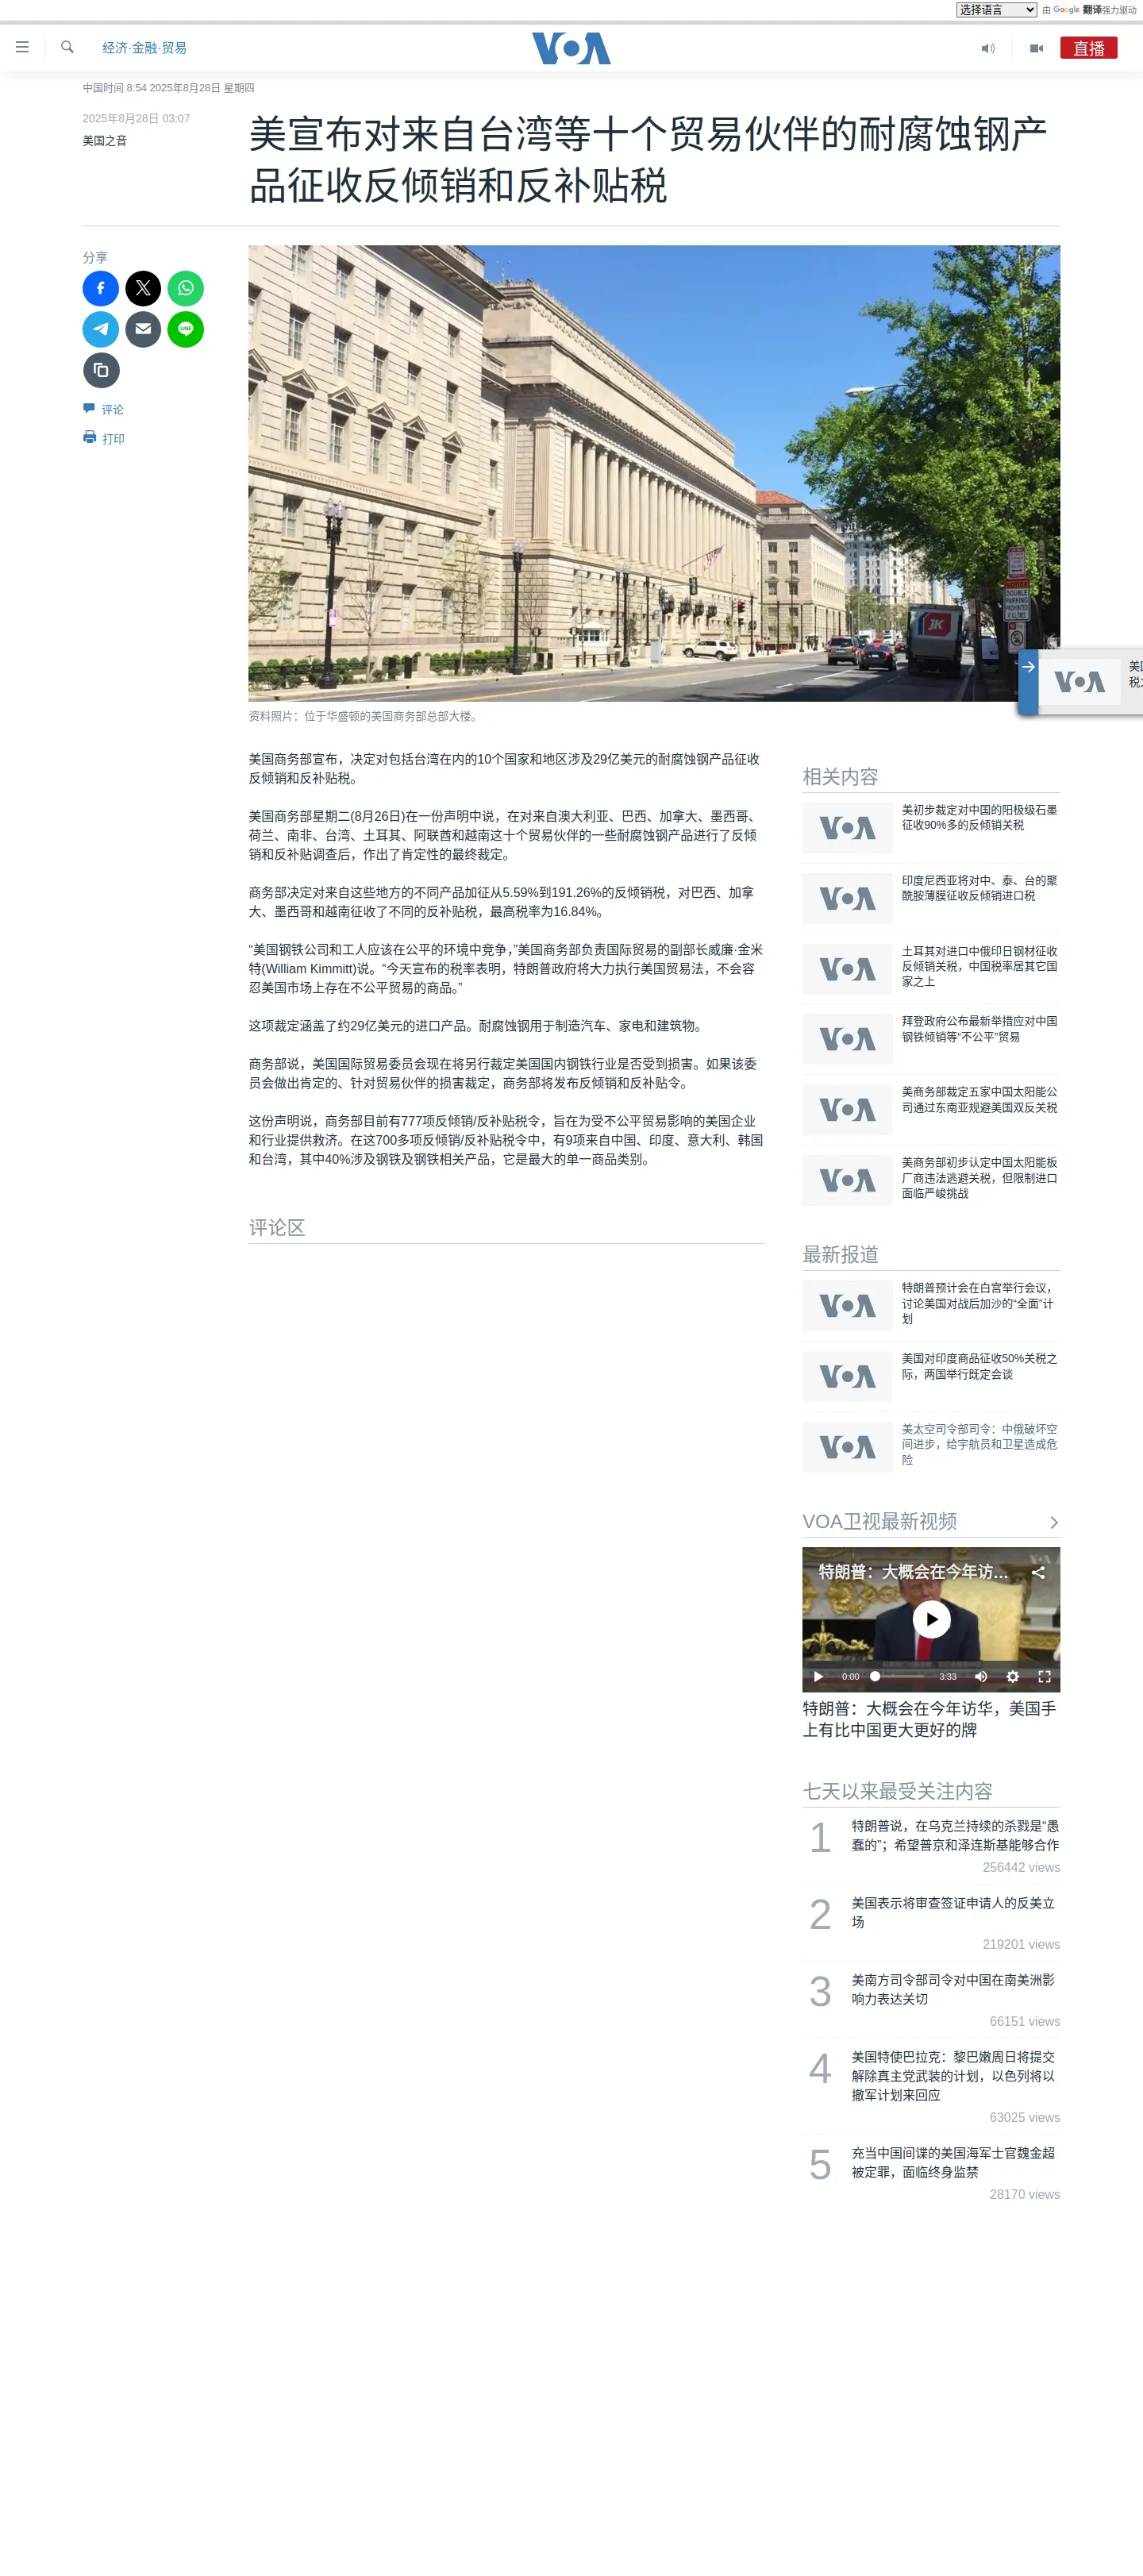 选择语言
由 Google 翻译强力驱动
经济·金融·贸易
VOA
直播
中国时间 8:54 2025年8月28日 星期四
2025年8月28日 03:07
美国之音
美宣布对来自台湾等十个贸易伙伴的耐腐蚀钢产
品征收反倾销和反补贴税
分享
LINE
评论
打印
JK
NOTICE
DOUBLE
PARKING
PROHIBITED
VOA
资料照片：位于华盛顿的美国商务部总部大楼。
美国商务部宣布，决定对包括台湾在内的10个国家和地区涉及29亿美元的耐腐蚀钢产品征收
反倾销和反补贴税。
美国商务部星期二(8月26日)在一份声明中说，在对来自澳大利亚、巴西、加拿大、墨西哥、
荷兰、南非、台湾、土耳其、阿联酋和越南这十个贸易伙伴的一些耐腐蚀钢产品进行了反倾
销和反补贴调查后，作出了肯定性的最终裁定。
商务部决定对来自这些地方的不同产品加征从5.59%到191.26%的反倾销税，对巴西、加拿
大、墨西哥和越南征收了不同的反补贴税，最高税率为16.84%。
“美国钢铁公司和工人应该在公平的环境中竞争，”美国商务部负责国际贸易的副部长威廉·金米
特(William Kimmitt)说。“今天宣布的税率表明，特朗普政府将大力执行美国贸易法，不会容
忍美国市场上存在不公平贸易的商品。”
这项裁定涵盖了约29亿美元的进口产品。耐腐蚀钢用于制造汽车、家电和建筑物。
商务部说，美国国际贸易委员会现在将另行裁定美国国内钢铁行业是否受到损害。如果该委
员会做出肯定的、针对贸易伙伴的损害裁定，商务部将发布反倾销和反补贴令。
这份声明说，商务部目前有777项反倾销/反补贴税令，旨在为受不公平贸易影响的美国企业
和行业提供救济。在这700多项反倾销/反补贴税令中，有9项来自中国、印度、意大利、韩国
和台湾，其中40%涉及钢铁及钢铁相关产品，它是最大的单一商品类别。
评论区
相关内容
VOA
美初步裁定对中国的阳极级石墨
征收90%多的反倾销关税
VOA
印度尼西亚将对中、泰、台的聚
酰胺薄膜征收反倾销进口税
VOA
土耳其对进口中俄印日钢材征收
反倾销关税，中国税率居其它国
家之上
VOA
拜登政府公布最新举措应对中国
钢铁倾销等“不公平”贸易
VOA
美商务部裁定五家中国太阳能公
司通过东南亚规避美国双反关税
VOA
美商务部初步认定中国太阳能板
厂商违法逃避关税，但限制进口
面临严峻挑战
最新报道
VOA
特朗普预计会在白宫举行会议，
讨论美国对战后加沙的“全面”计
划
VOA
美国对印度商品征收50%关税之
际，两国举行既定会谈
VOA
美太空司令部司令：中俄破坏空
间进步，给宇航员和卫星造成危
险
VOA卫视最新视频
特朗普：大概会在今年访...
VOA
0:00
3:33
特朗普：大概会在今年访华，美国手
上有比中国更大更好的牌
七天以来最受关注内容
1
特朗普说，在乌克兰持续的杀戮是“愚
蠢的”；希望普京和泽连斯基能够合作
256442 views
2
美国表示将审查签证申请人的反美立
场
219201 views
3
美南方司令部司令对中国在南美洲影
响力表达关切
66151 views
4
美国特使巴拉克：黎巴嫩周日将提交
解除真主党武装的计划，以色列将以
撤军计划来回应
63025 views
5
充当中国间谍的美国海军士官魏金超
被定罪，面临终身监禁
28170 views